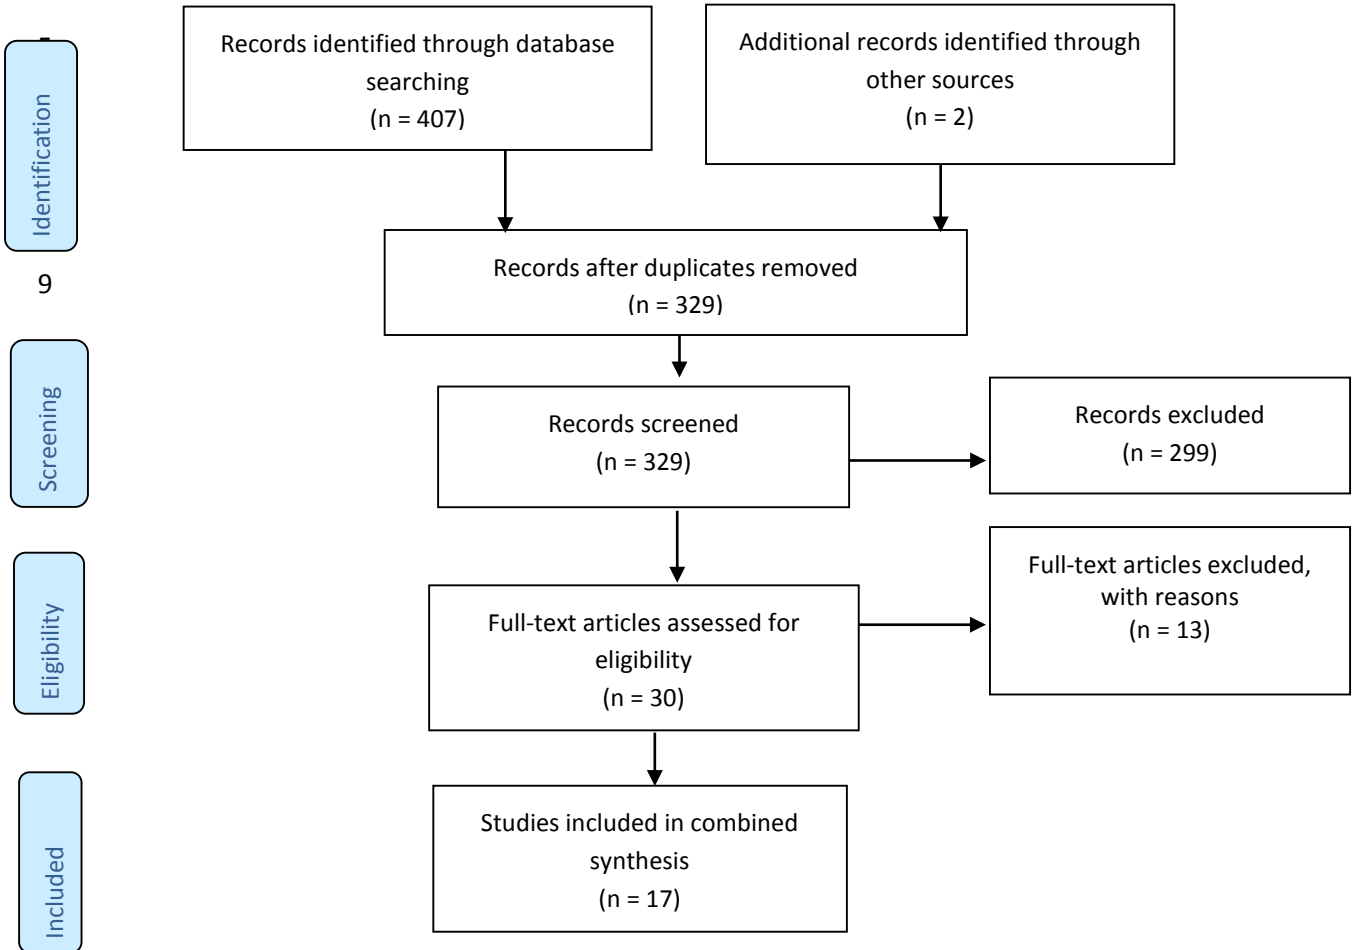 Records identified through database
searching
(n = 407)
Additional records identified through
other sources
(n = 2)
Identification
9
Records after duplicates removed
(n = 329)
Screening
Records screened
(n = 329)
Records excluded
(n = 299)
Eligibility
Full-text articles assessed for
eligibility
(n = 30)
Full-text articles excluded,
with reasons
(n = 13)
Included
Studies included in combined
synthesis
(n = 17)